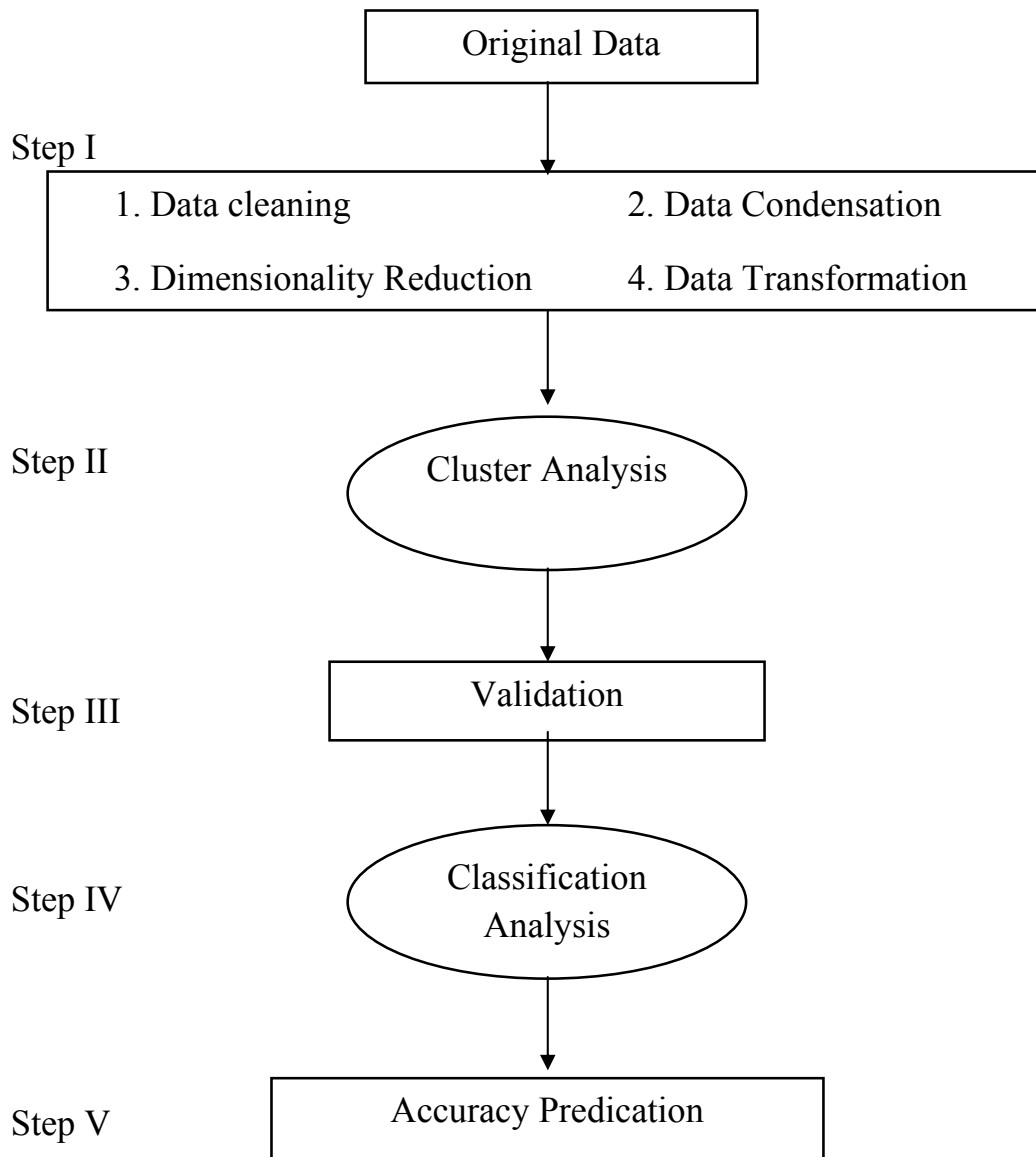 Original Data
Step I
1. Data cleaning 2. Data Condensation
3. Dimensionality Reduction 4. Data Transformation
Step II
Cluster Analysis
Step III
Validation
Step IV
Classification
Analysis
Step V
Accuracy Predication